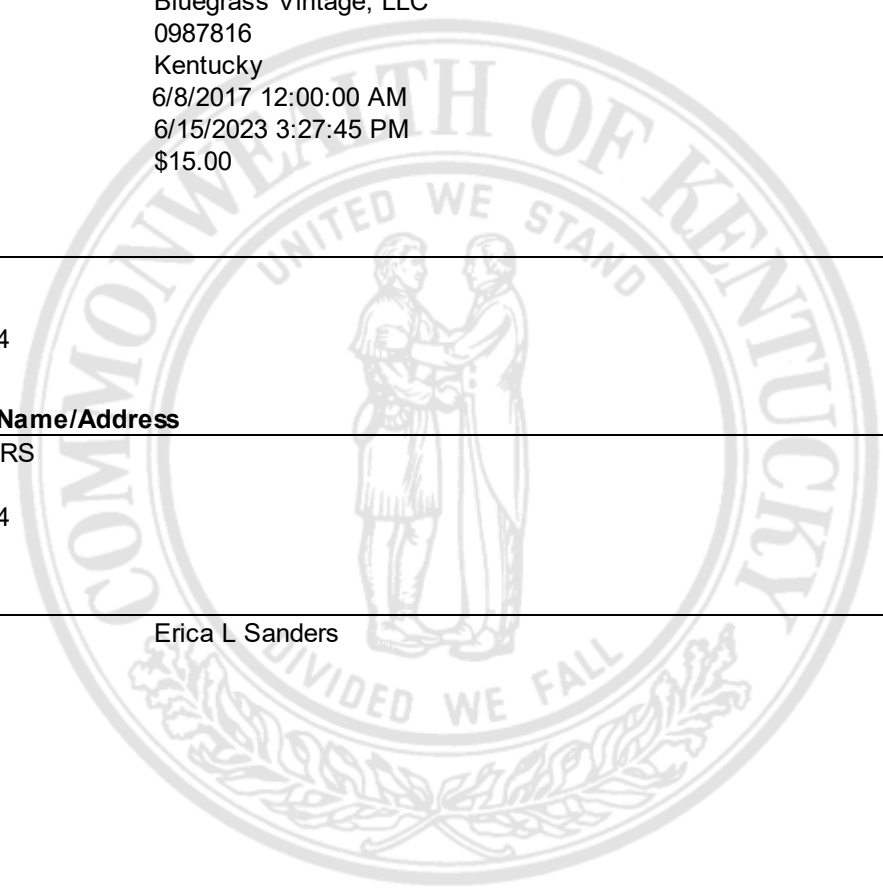 Bluegrass Vintage, LLC
0987816
Kentucky
6/8/2017 12:00:00 AM
6/15/2023 3:27:45 PM
$15.00
COMMONWEALTH OF KENTUCKY
UNITED WE STAND
4
Name/Address
RS
4
Erica L Sanders
DIVIDED WE FALL